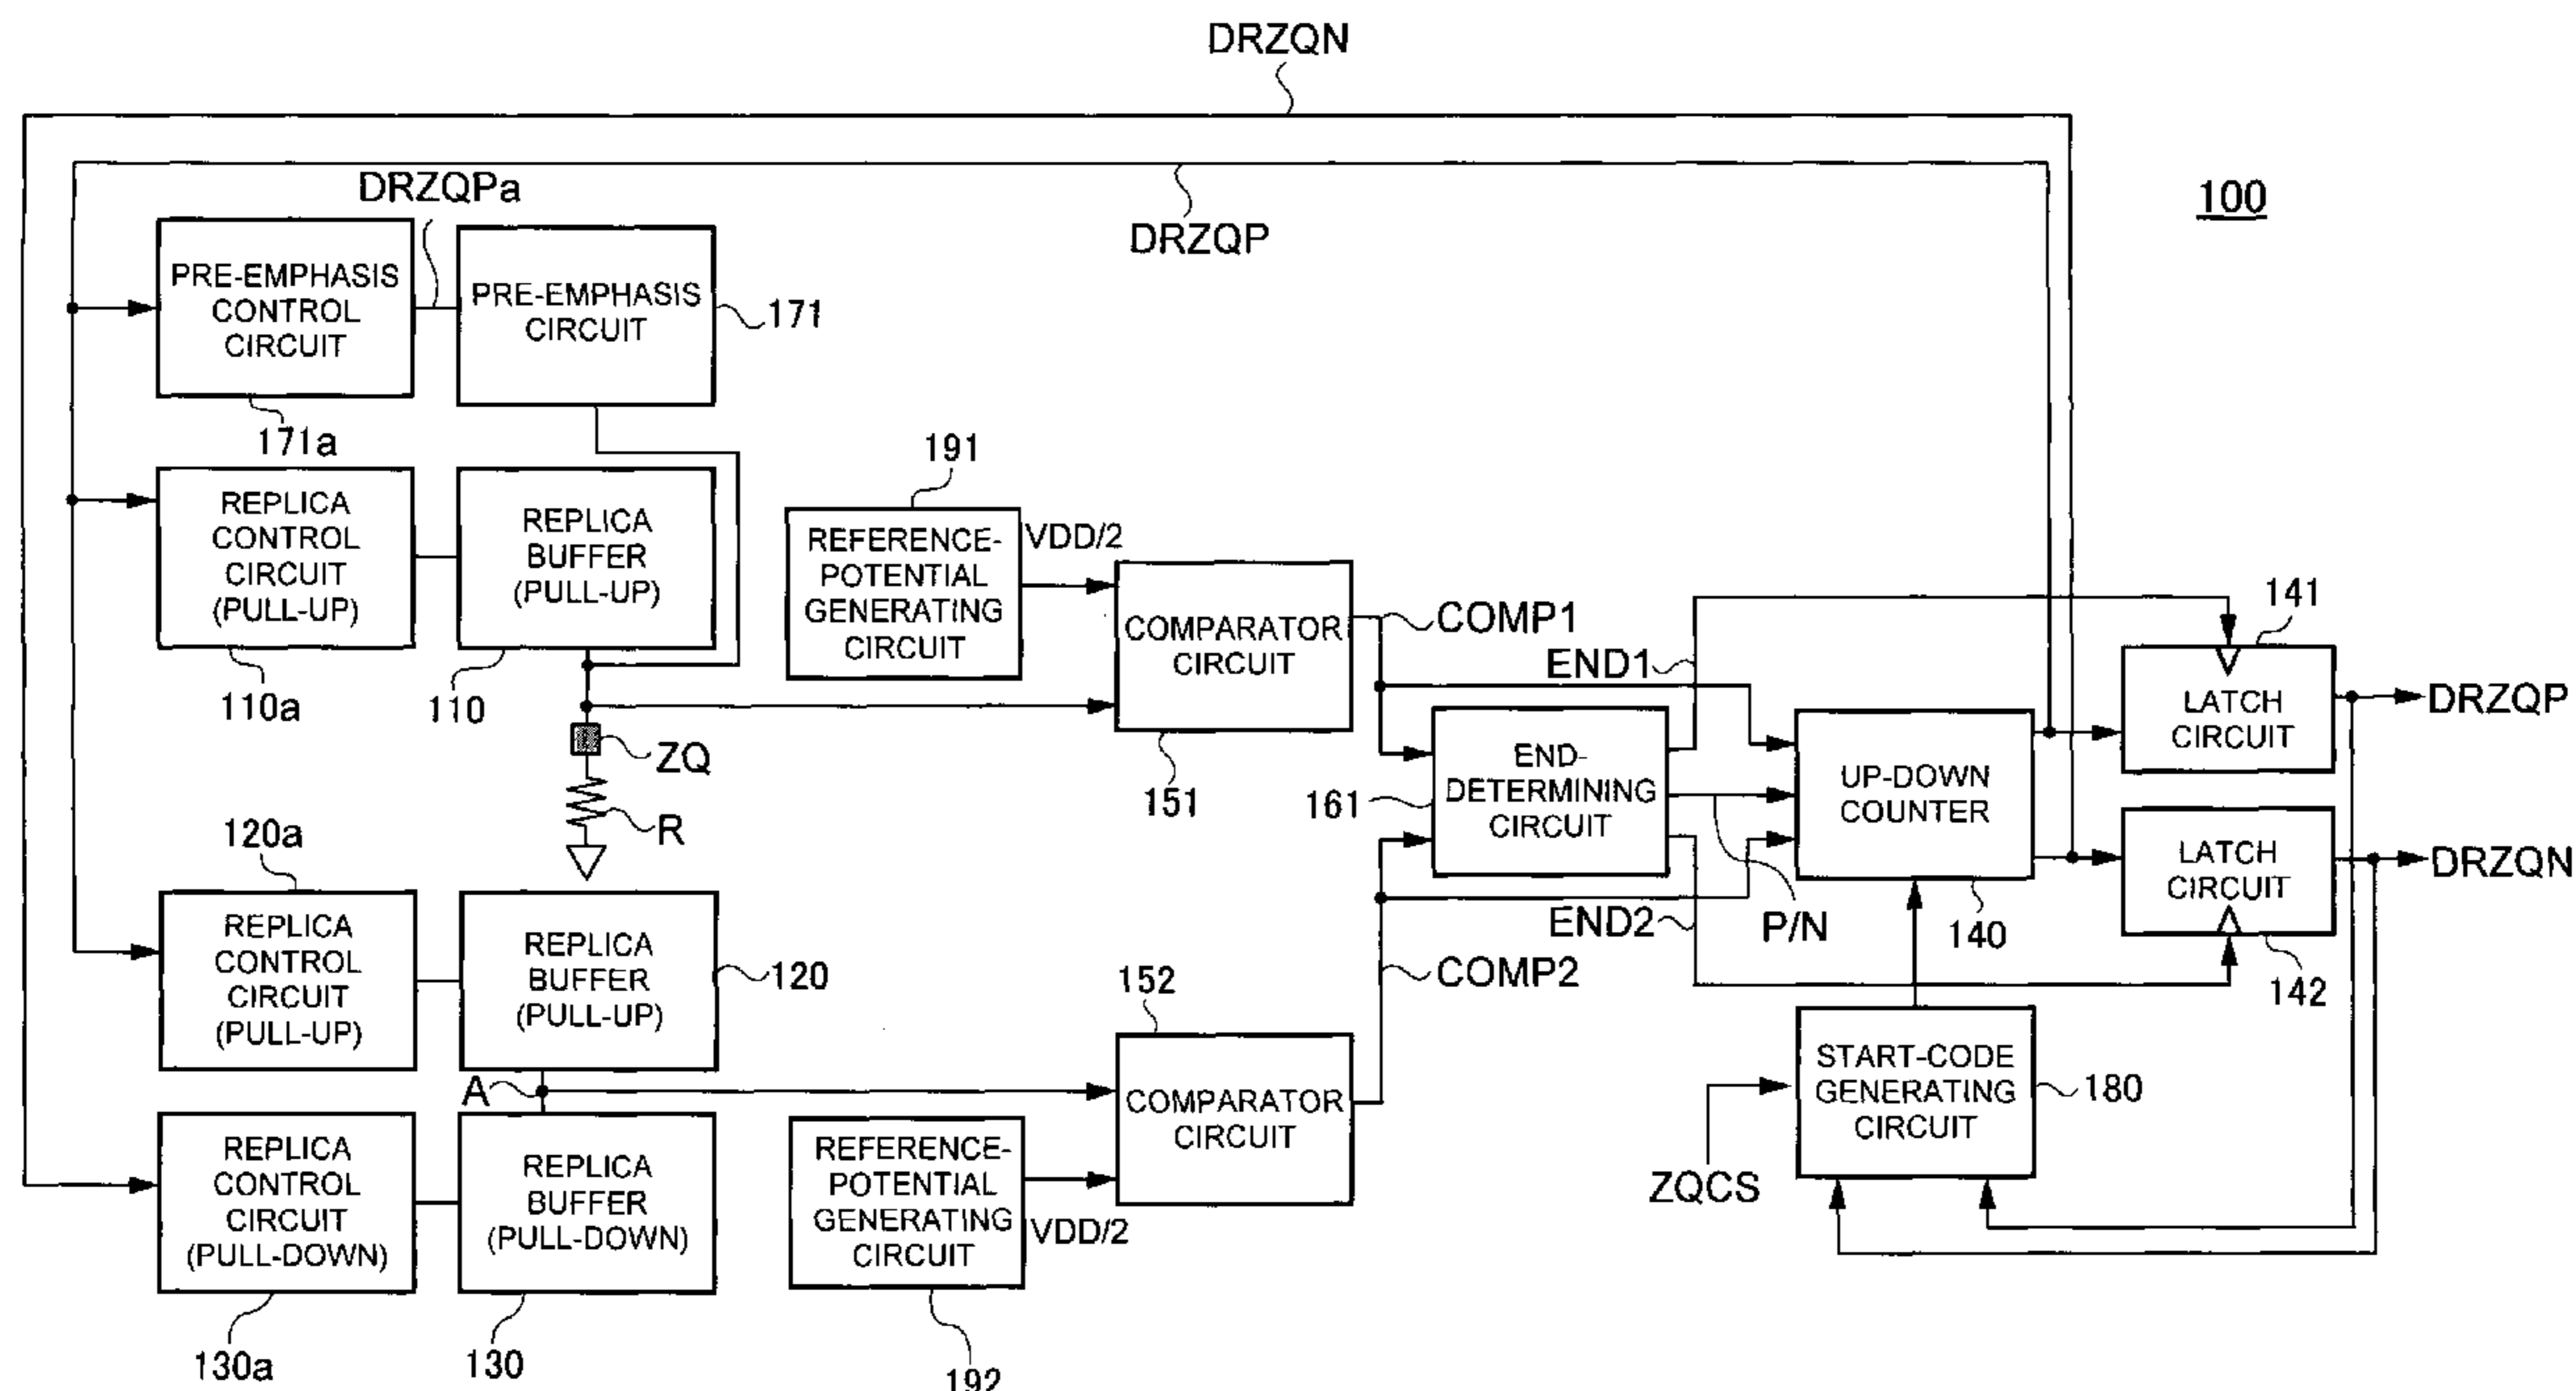 DRZQN
DRZQP
DRZQPa
100
PRE-EMPHASIS
CONTROL
CIRCUIT
171a
PRE-EMPHASIS
CIRCUIT
171
REPLICA
CONTROL
CIRCUIT
(PULL-UP)
110a
REPLICA
BUFFER
(PULL-UP)
110
191
REFERENCE-
POTENTIAL
GENERATING
CIRCUIT
VDD/2
COMPARATOR
CIRCUIT
151
COMP1
END1
141
LATCH
CIRCUIT
DRZQP
ZQ
R
161
END-
DETERMINING
CIRCUIT
UP-DOWN
COUNTER
140
LATCH
CIRCUIT
142
DRZQN
END2
P/N
COMP2
120a
REPLICA
CONTROL
CIRCUIT
(PULL-UP)
REPLICA
BUFFER
(PULL-UP)
120
A
152
COMPARATOR
CIRCUIT
START-CODE
GENERATING
CIRCUIT
180
ZQCS
REPLICA
CONTROL
CIRCUIT
(PULL-DOWN)
130a
REPLICA
BUFFER
(PULL-DOWN)
130
REFERENCE-
POTENTIAL
GENERATING
CIRCUIT
VDD/2
192